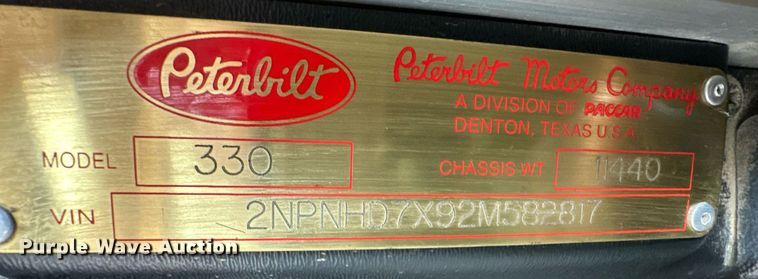 Peterbilt
Peterbilt Motors Company
A DIVISION OF PACCAR
DENTON, TEXAS U.S.A.
MODEL 330
CHASSIS WT 11440
VIN 2NPNHD7X92M582817
Purple Wave Auction